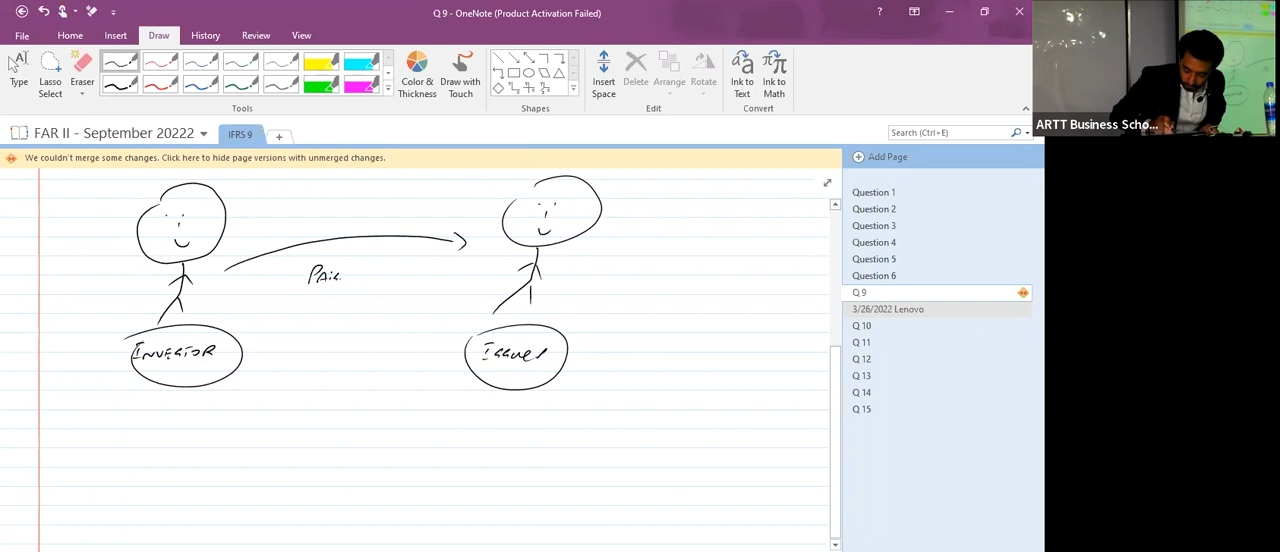 Q 9 - OneNote (Product Activation Failed)
?
File Home Insert Draw History Review View
Type
Lasso Select
Eraser
Color & Thickness
Draw with Touch
Insert Space
Delete
Arrange
Rotate
Ink to Text
Ink to Math
Tools
Shapes
Edit
Convert
FAR II - September 20222
IFRS 9
Search (Ctrl+E)
We couldn't merge some changes. Click here to hide page versions with unmerged changes.
Add Page
Question 1
Question 2
Question 3
Question 4
Question 5
Question 6
Q 9
3/26/2022 Lenovo
Q 10
Q 11
Q 12
Q 13
Q 14
Q 15
PAID
INVESTOR
Issuer
ARTT Business Scho...